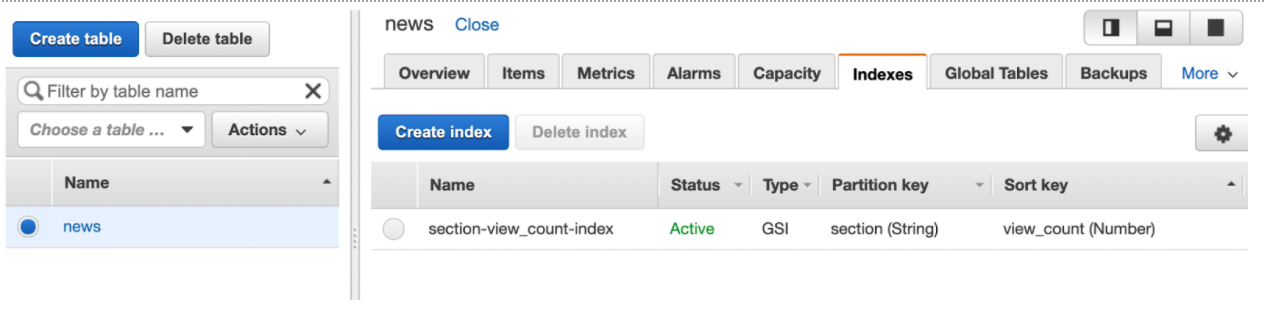 Create table Delete table
Filter by table name
Choose a table ... Actions
Name
news
news Close
Overview Items Metrics Alarms Capacity Indexes Global Tables Backups More
Create index Delete index
Name Status Type Partition key Sort key
section-view_count-index Active GSI section (String) view_count (Number)